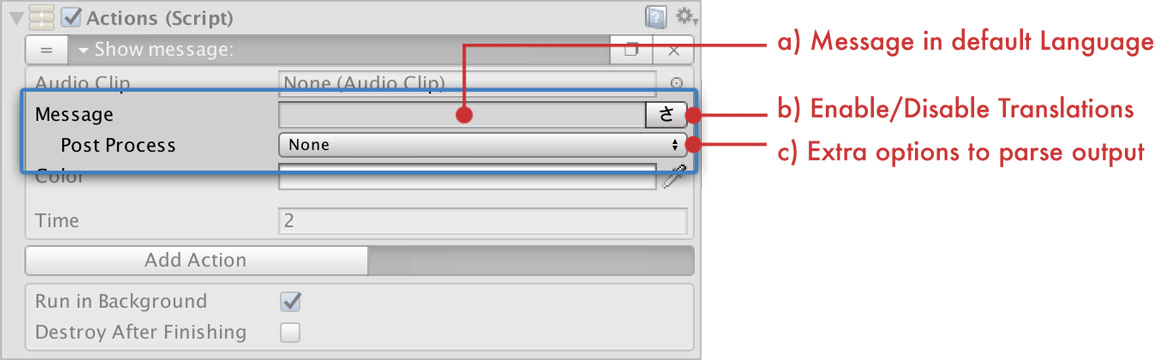 Actions (Script)
= Show message:
a) Message in default Language
Audio Clip None (Audio Clip)
Message さ
b) Enable/Disable Translations
Post Process None
c) Extra options to parse output
Color
Time 2
Add Action
Run in Background
Destroy After Finishing